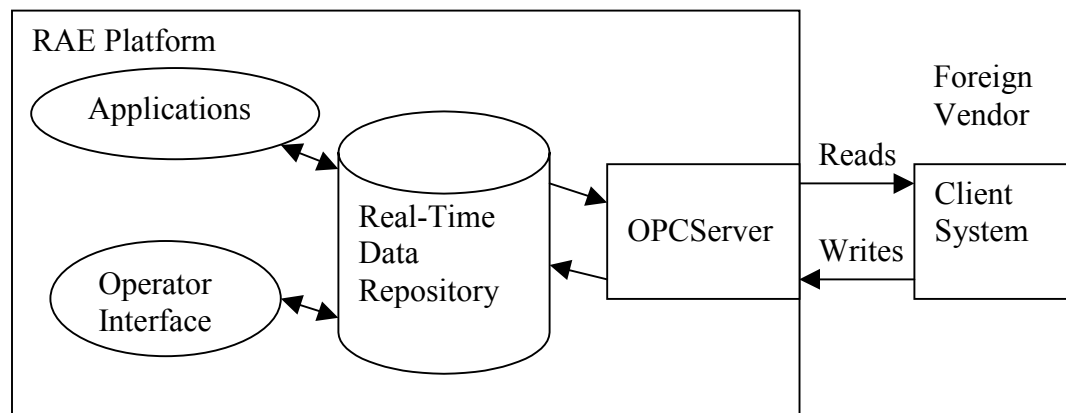 RAE Platform
Applications
Operator
Interface
Real-Time
Data
Repository
OPCServer
Reads
Writes
Foreign
Vendor
Client
System